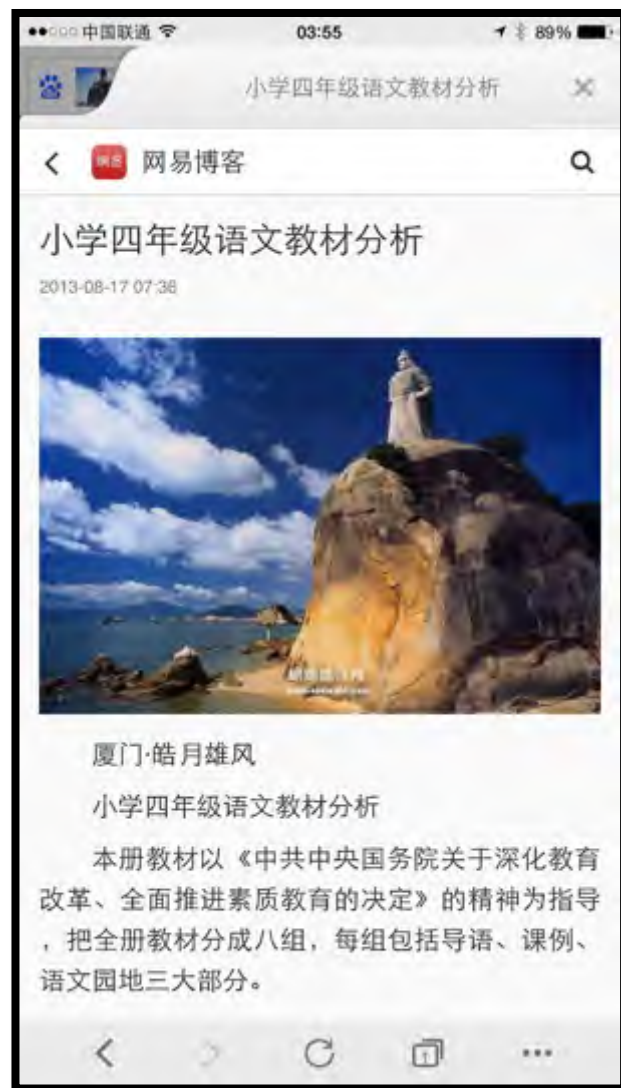 中国联通 03:55 89%
小学四年级语文教材分析
网易博客
小学四年级语文教材分析
2013-08-17 07:36
厦门·皓月雄风
小学四年级语文教材分析
本册教材以《中共中央国务院关于深化教育
改革、全面推进素质教育的决定》的精神为指导
，把全册教材分成八组，每组包括导语、课例、
语文园地三大部分。